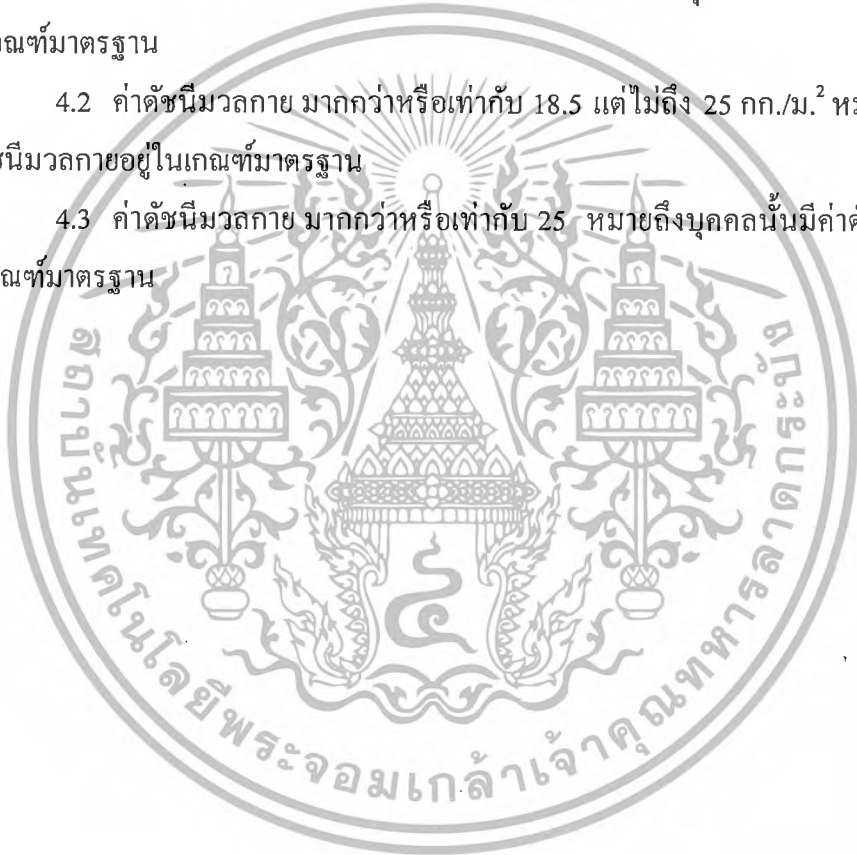 ณฑ์มาตรฐาน
4.2 ค่าดัชนีมวลกาย มากกว่าหรือเท่ากับ 18.5 แต่ไม่ถึง 25 กก./ม.² ห
ชนีมวลกายอยู่ในเกณฑ์มาตรฐาน
4.3 ค่าดัชนีมวลกาย มากกว่าหรือเท่ากับ 25 หมายถึงบุคคลนั้นมีค่าด
ณฑ์มาตรฐาน
สถาบันเทคโนโลยีพระจอมเกล้าเจ้าคุณทหารลาดกระบัง
๔